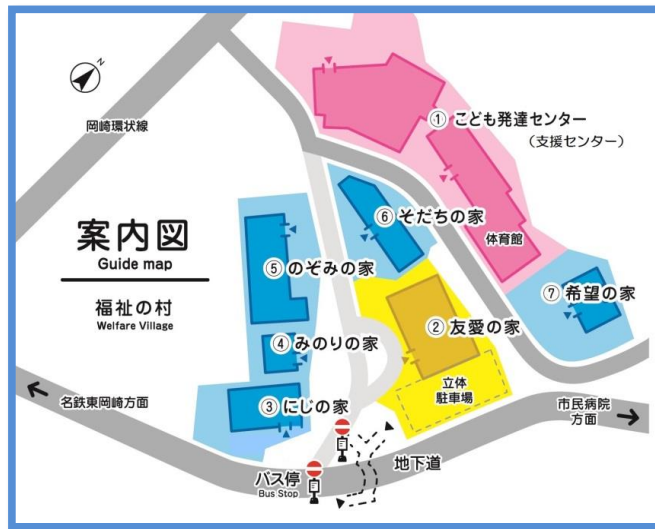 N
岡崎環状線
① こども発達センター
(支援センター)
案内図
Guide map
福祉の村
Welfare Village
⑥ そだちの家
体育館
⑤ のぞみの家
⑦ 希望の家
② 友愛の家
④ みのりの家
立体
駐車場
③ にじの家
名鉄東岡崎方面
市民病院
方面
地下道
バス停
Bus Stop